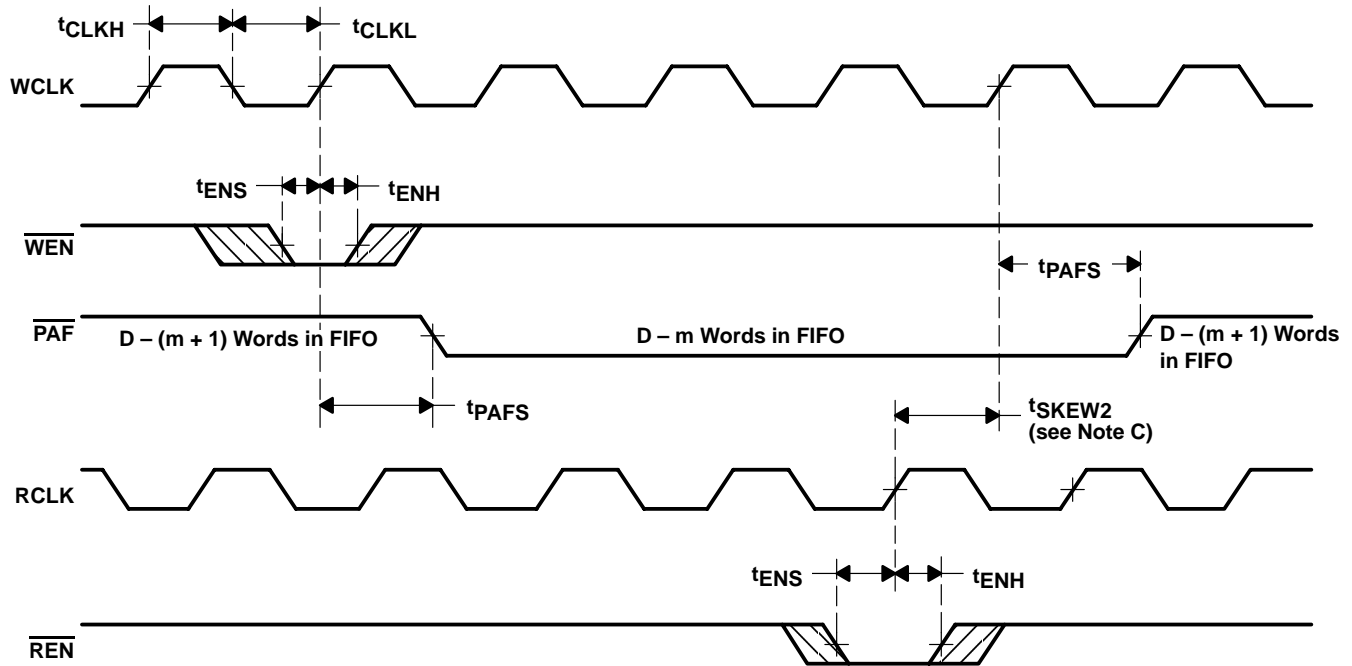 tCLKH
tCLKL
WCLK
tENS
tENH
WEN
tPAFS
PAF
D – (m + 1) Words in FIFO
D – m Words in FIFO
D – (m + 1) Words
in FIFO
tPAFS
tSKEW2
(see Note C)
RCLK
tENS
tENH
REN